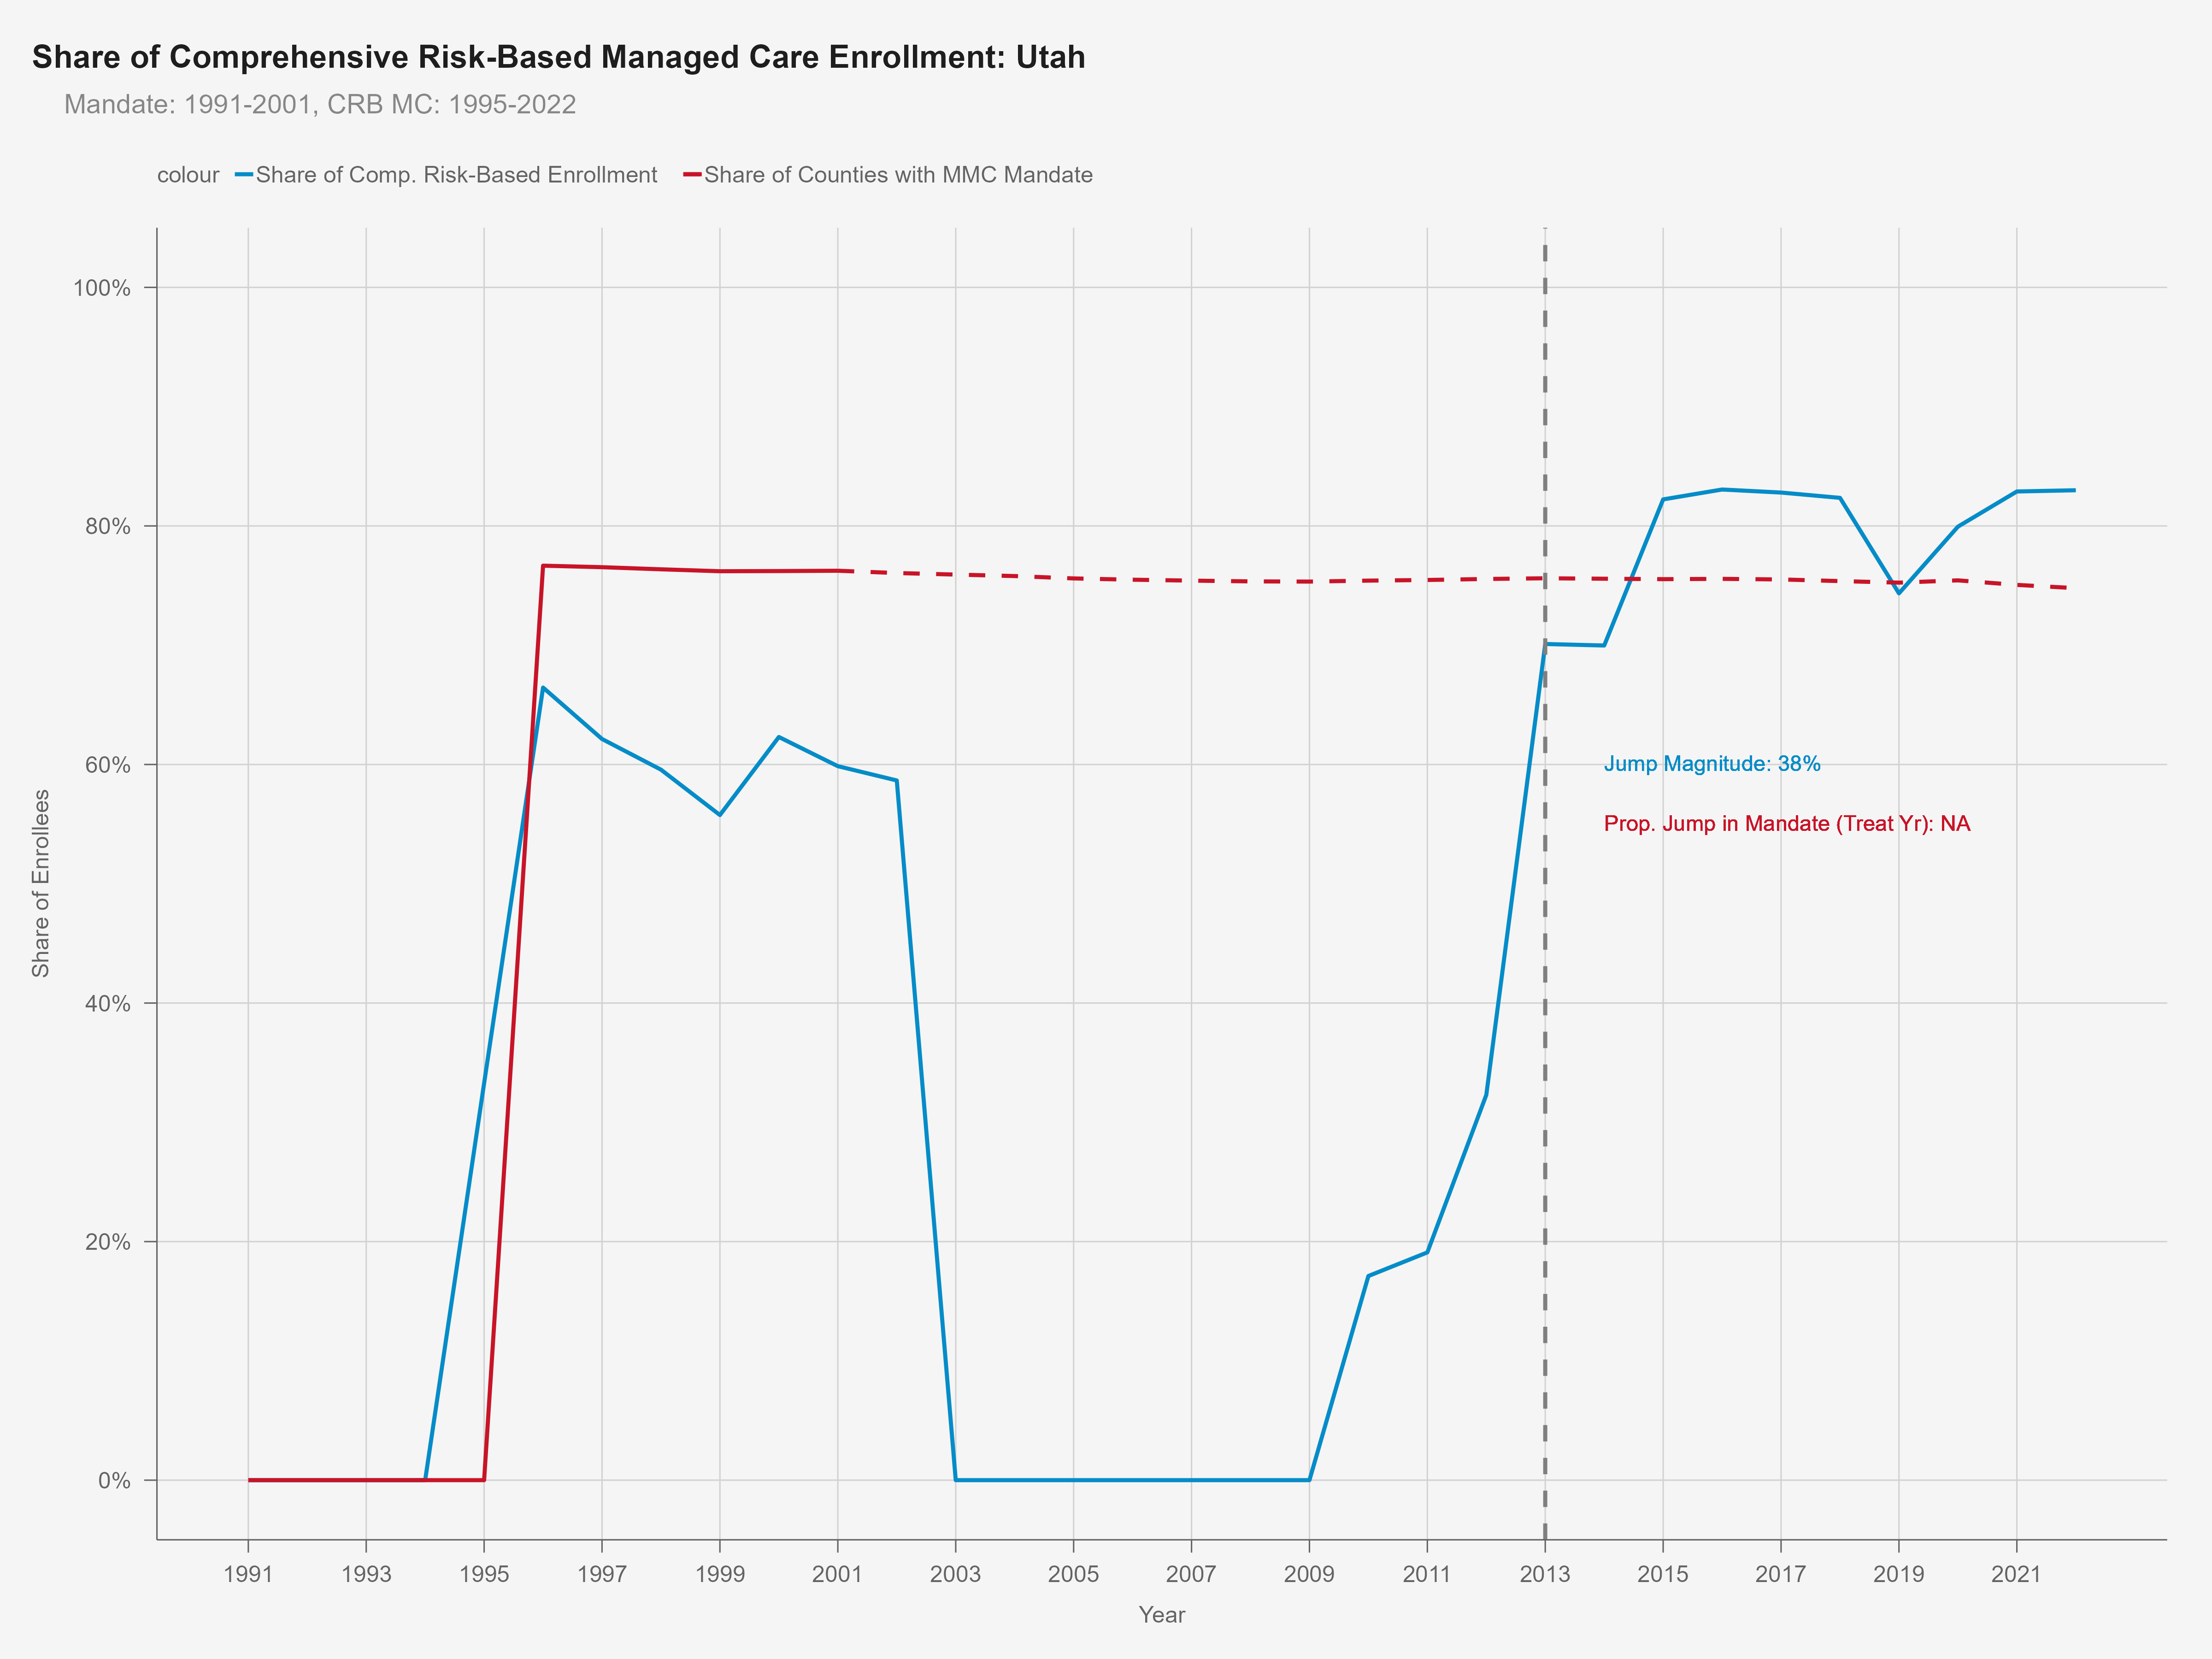 Share of Comprehensive Risk-Based Managed Care Enrollment: Utah
Mandate: 1991-2001, CRB MC: 1995-2022
colour Share of Comp. Risk-Based Enrollment Share of Counties with MMC Mandate
100%
80%
60%
40%
20%
0%
Share of Enrollees
Jump Magnitude: 38%
Prop. Jump in Mandate (Treat Yr): NA
1991 1993 1995 1997 1999 2001 2003 2005 2007 2009 2011 2013 2015 2017 2019 2021
Year